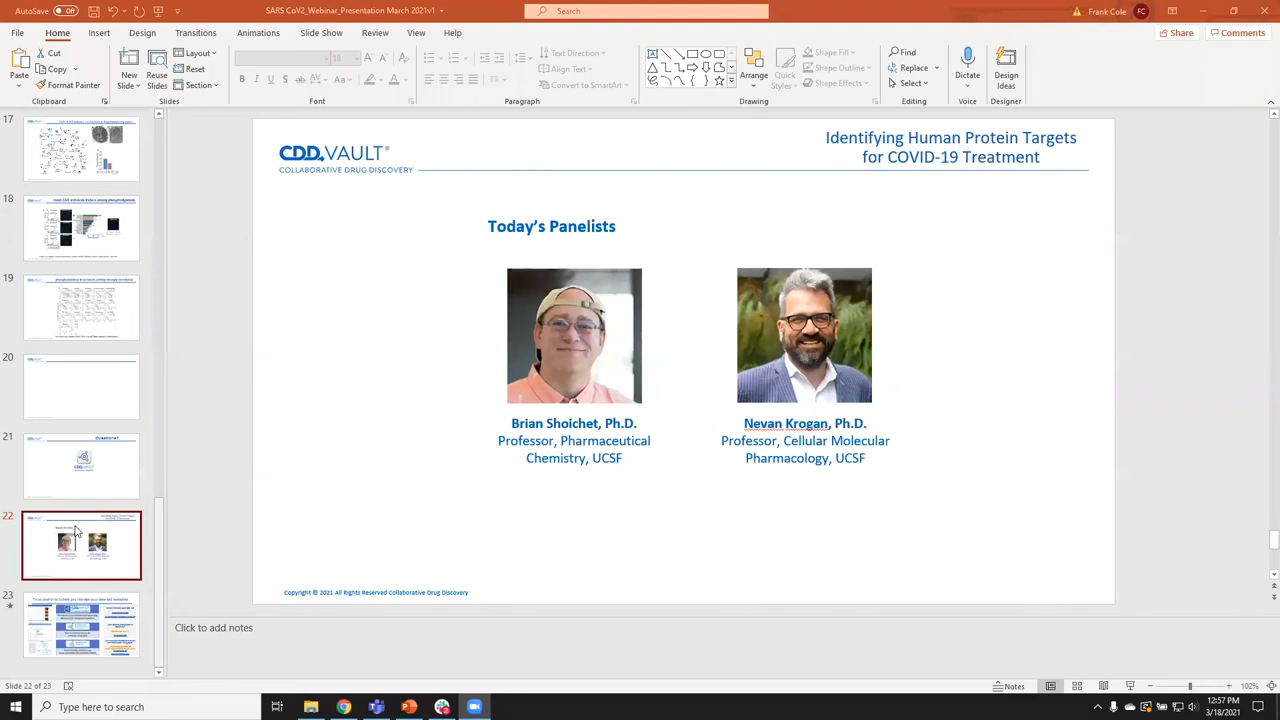 AutoSave Off
SARS CoV2_Webinar_Presentation March 2021v1
Search
Frank Cole FC
File Home Insert Design Transitions Animations Slide Show Review View Help
Share Comments
Paste
Cut
Copy
Format Painter
New Slide
Reuse Slides
Layout
Reset
Section
18
B I U S ab AV Aa
Text Direction
Align Text
Convert to SmartArt
Arrange
Quick Styles
Shape Fill
Shape Outline
Shape Effects
Find
Replace
Select
Dictate
Design Ideas
Clipboard Slides Font Paragraph Drawing Editing Voice Designer
17
18
19
20
21
Questions?
22
23
CDD VAULT®
COLLABORATIVE DRUG DISCOVERY
Identifying Human Protein Targets
for COVID-19 Treatment
Today's Panelists
Brian Shoichet, Ph.D.
Professor, Pharmaceutical
Chemistry, UCSF
Nevan Krogan, Ph.D.
Professor, Cellular Molecular
Pharmacology, UCSF
Copyright © 2021 All Rights Reserved Collaborative Drug Discovery
Click to add notes
Slide 22 of 23
Notes
102%
Type here to search
12:57 PM
3/18/2021